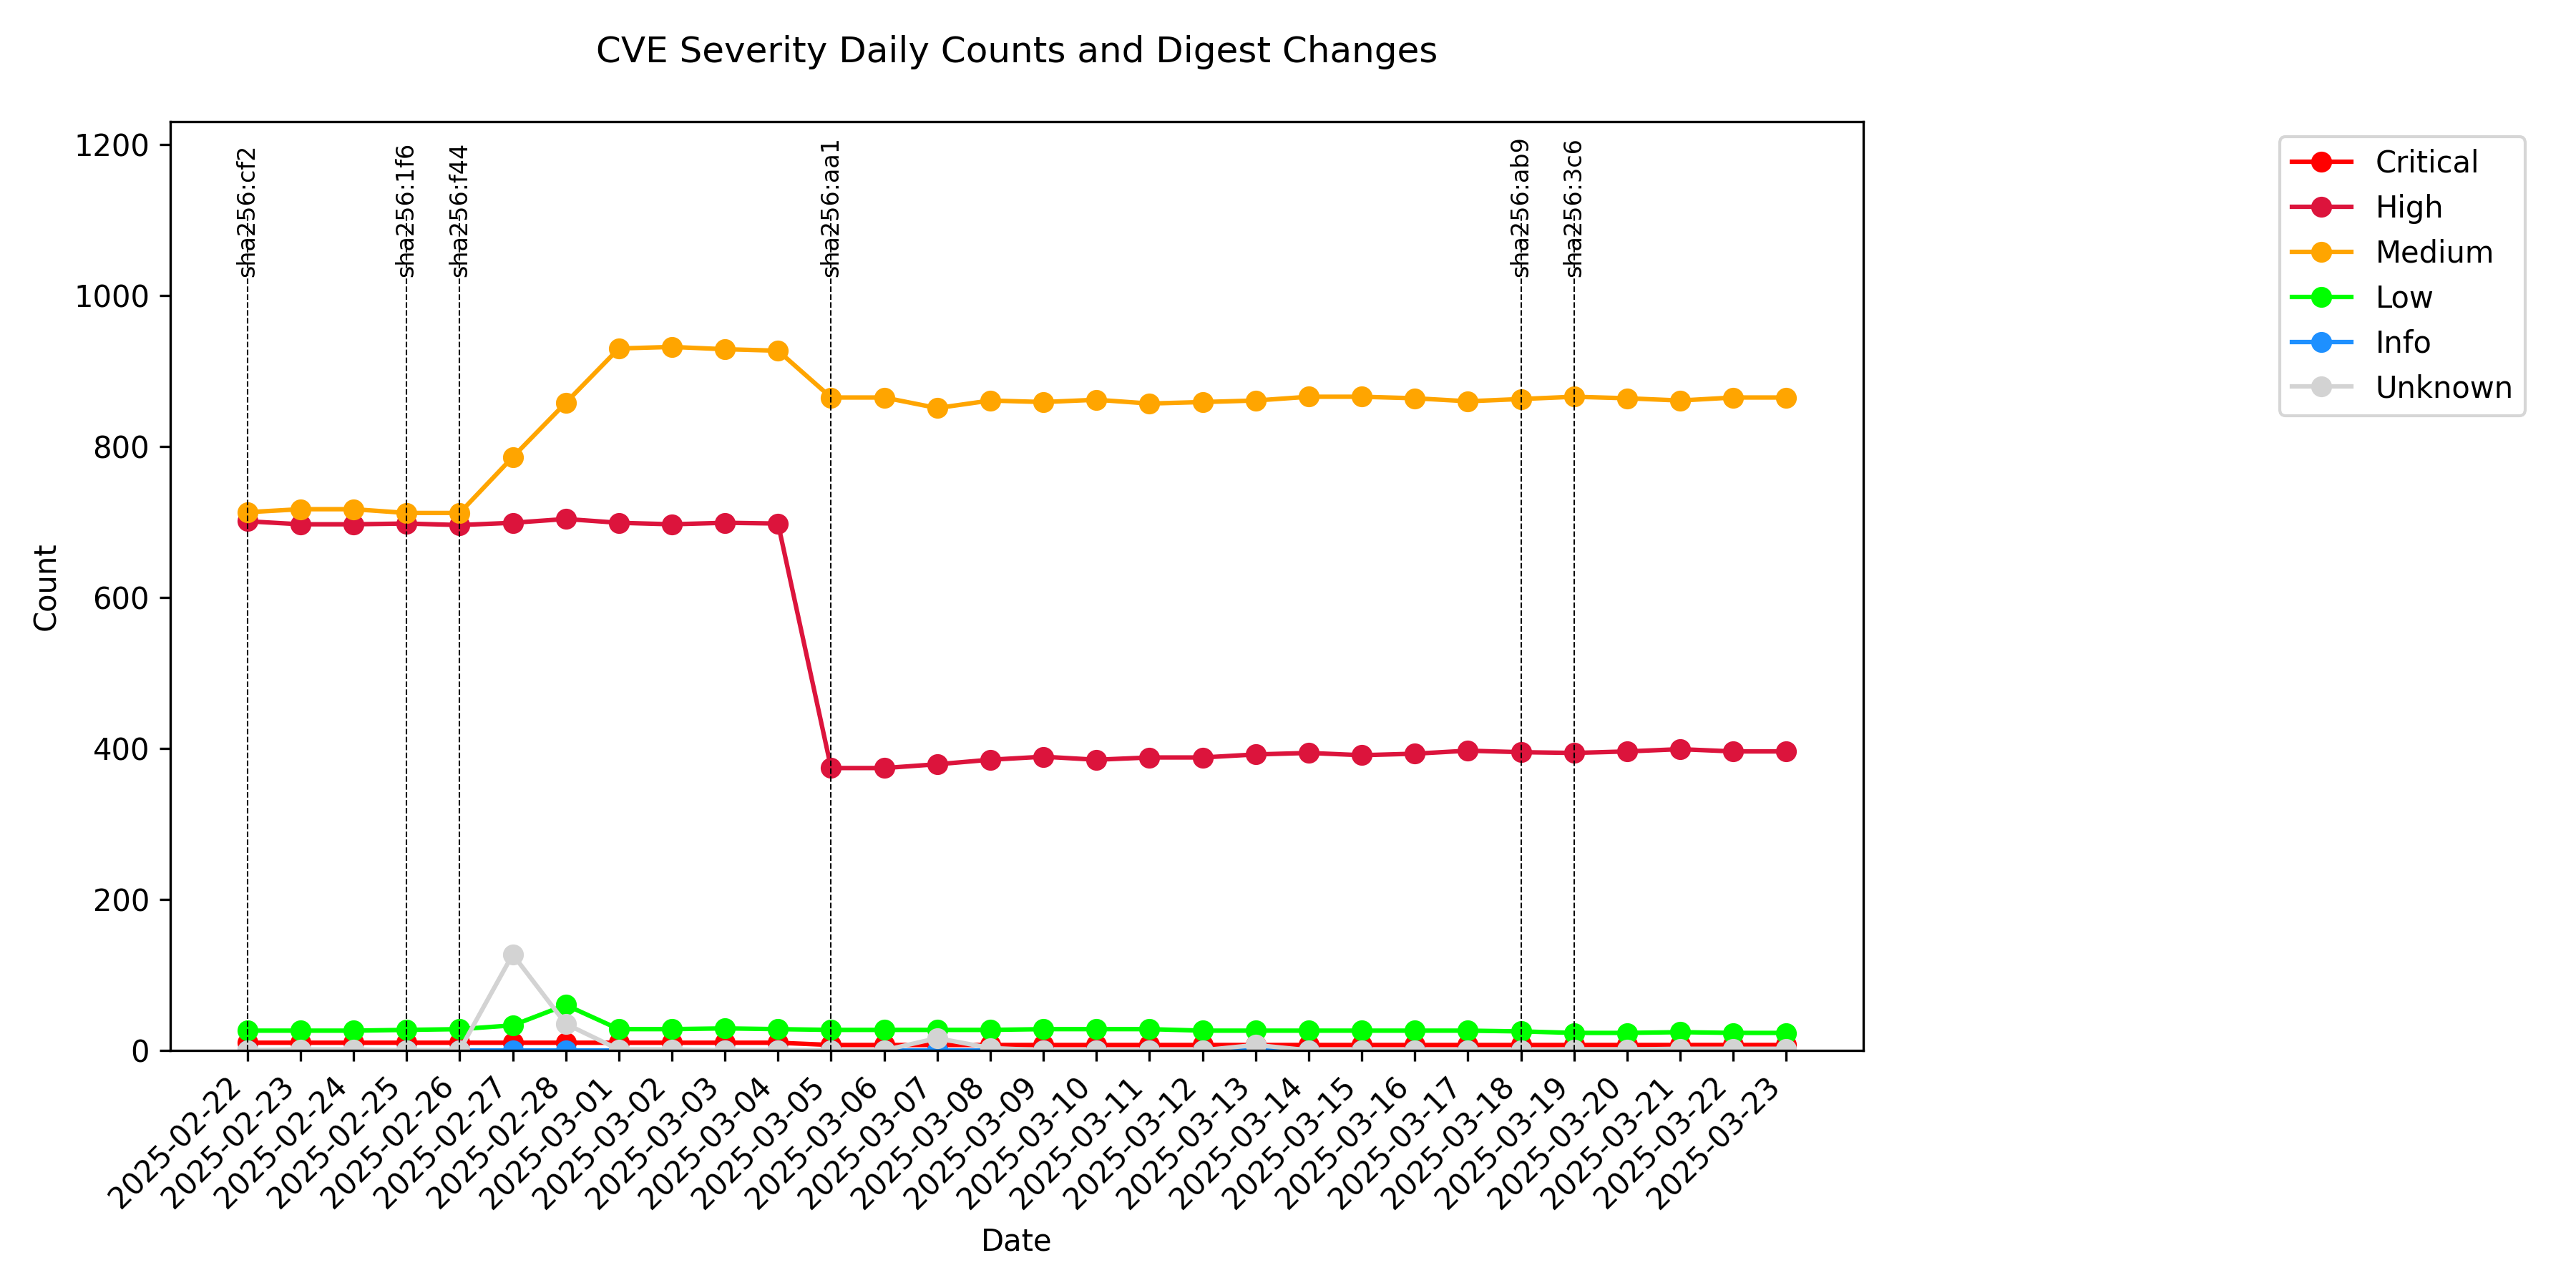 CVE Severity Daily Counts and Digest Changes
sha256:cf2
sha256:1f6
sha256:f44
sha256:aa1
sha256:ab9
sha256:3c6
Critical
High
Medium
Low
Info
Unknown
1200
1000
800
600
400
200
0
Count
2025-02-22
2025-02-23
2025-02-24
2025-02-25
2025-02-26
2025-02-27
2025-02-28
2025-03-01
2025-03-02
2025-03-03
2025-03-04
2025-03-05
2025-03-06
2025-03-07
2025-03-08
2025-03-09
2025-03-10
2025-03-11
2025-03-12
2025-03-13
2025-03-14
2025-03-15
2025-03-16
2025-03-17
2025-03-18
2025-03-19
2025-03-20
2025-03-21
2025-03-22
2025-03-23
Date